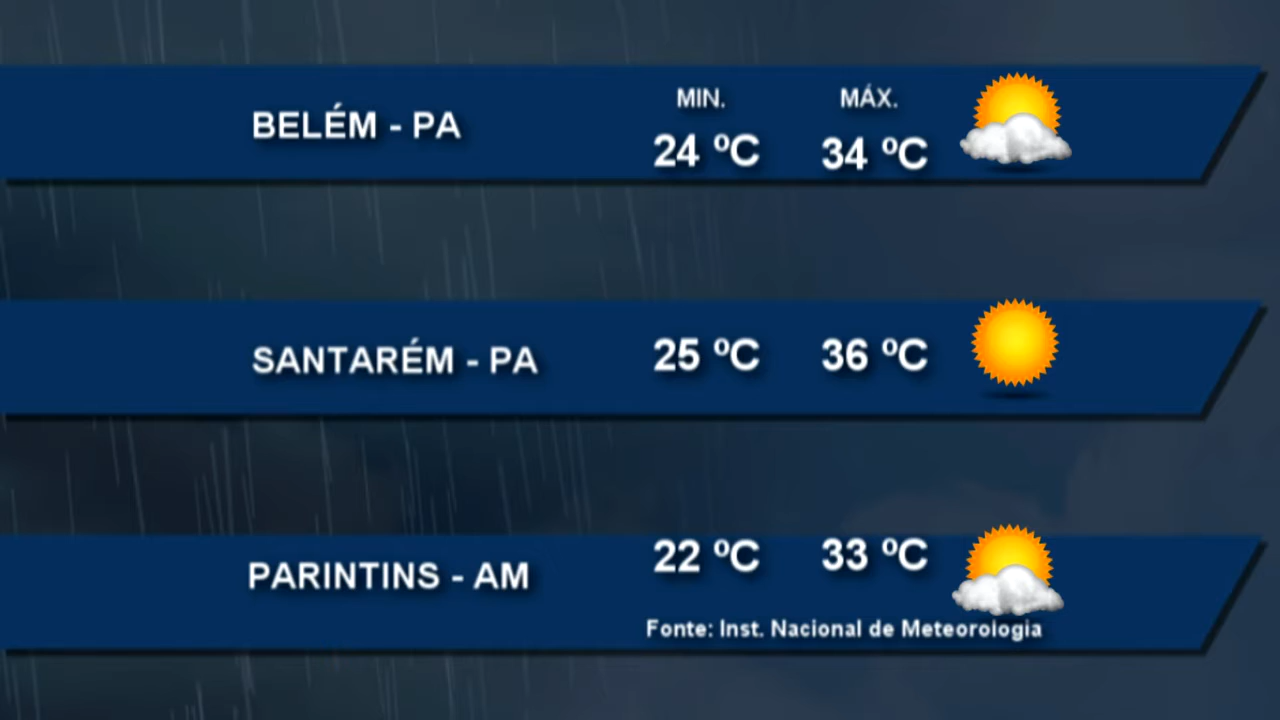 MIN. MÁX.
BELÉM - PA 24 ºC 34 ºC
SANTARÉM - PA 25 ºC 36 ºC
PARINTINS - AM 22 ºC 33 ºC
Fonte: Inst. Nacional de Meteorologia